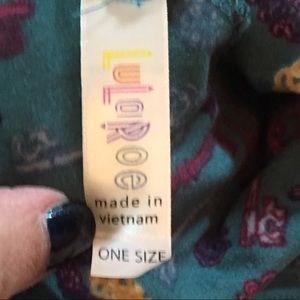 LuLaRoe
made in
vietnam
ONE SIZE